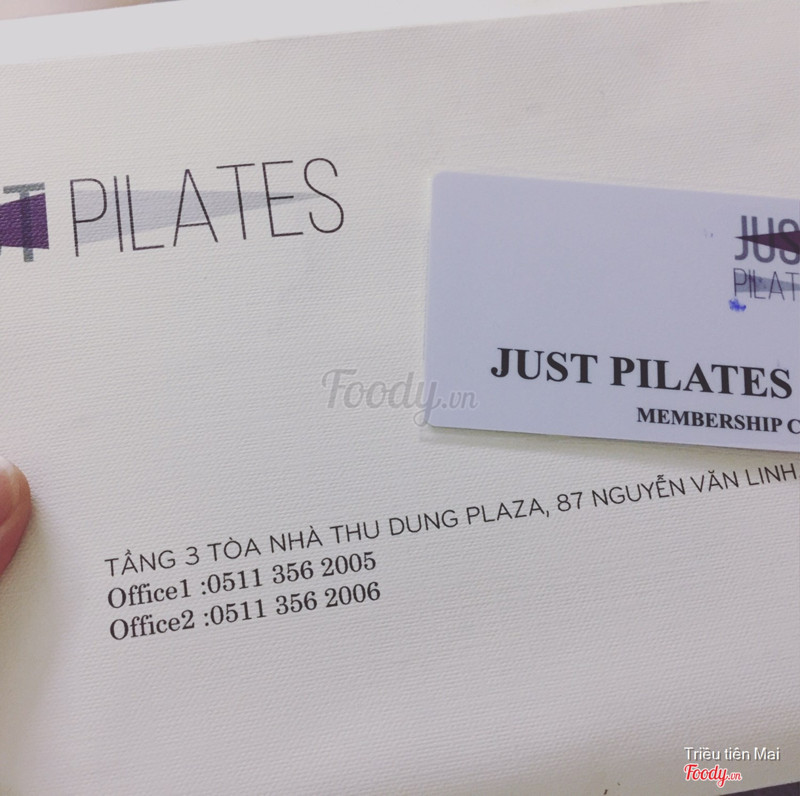 T PILATES
JUS
PILAT
JUST PILATES
MEMBERSHIP C
Foody.vn
TẦNG 3 TÒA NHÀ THU DUNG PLAZA, 87 NGUYỄN VĂN LINH
Office1 :0511 356 2005
Office2 :0511 356 2006
Triều tiên Mai
Foody.vn